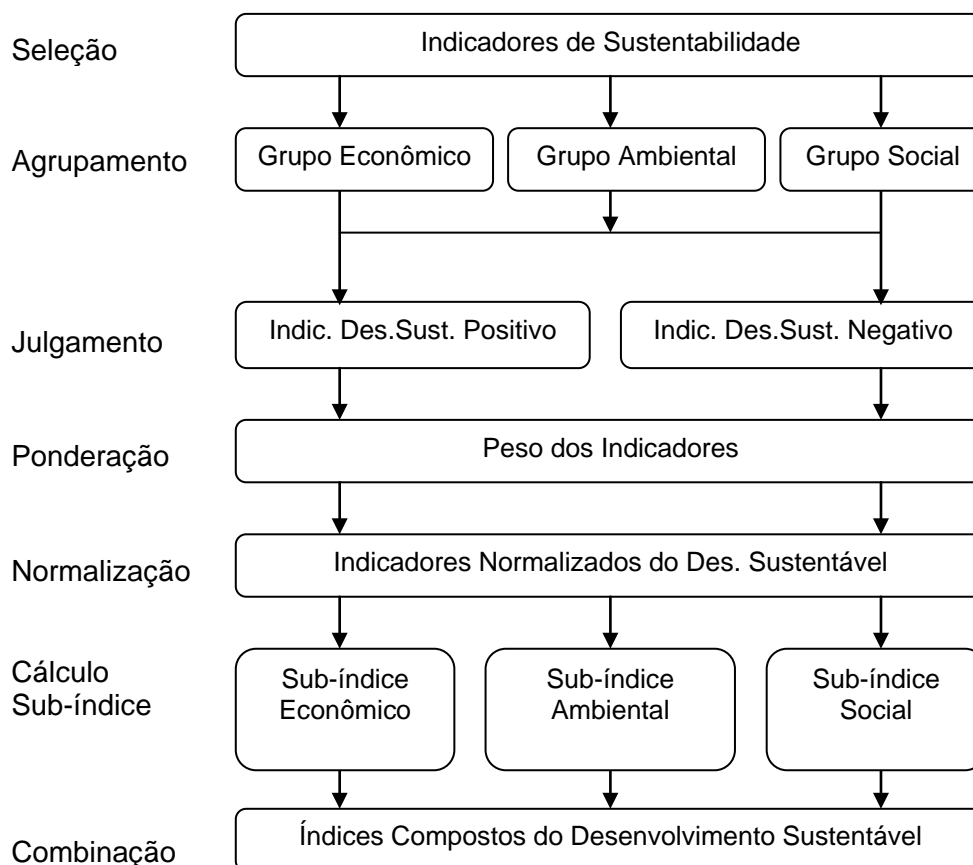 Seleção
Indicadores de Sustentabilidade
Agrupamento
Grupo Econômico
Grupo Ambiental
Grupo Social
Julgamento
Indic. Des.Sust. Positivo
Indic. Des.Sust. Negativo
Ponderação
Peso dos Indicadores
Normalização
Indicadores Normalizados do Des. Sustentável
Cálculo
Sub-índice
Sub-índice
Econômico
Sub-índice
Ambiental
Sub-índice
Social
Combinação
Índices Compostos do Desenvolvimento Sustentável